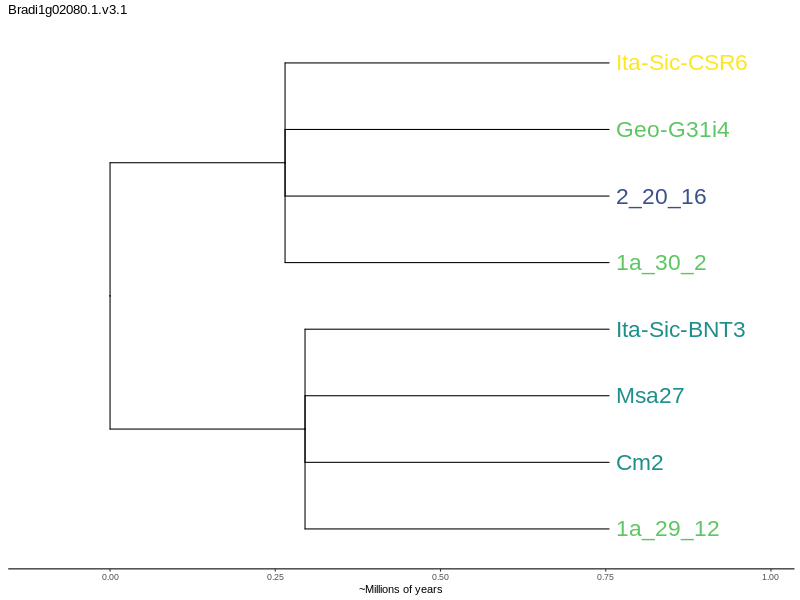 Bradi1g02080.1.v3.1
Ita-Sic-CSR6
Geo-G31i4
2_20_16
1a_30_2
Ita-Sic-BNT3
Msa27
Cm2
1a_29_12
0.00 0.25 0.50 0.75 1.00
~Millions of years